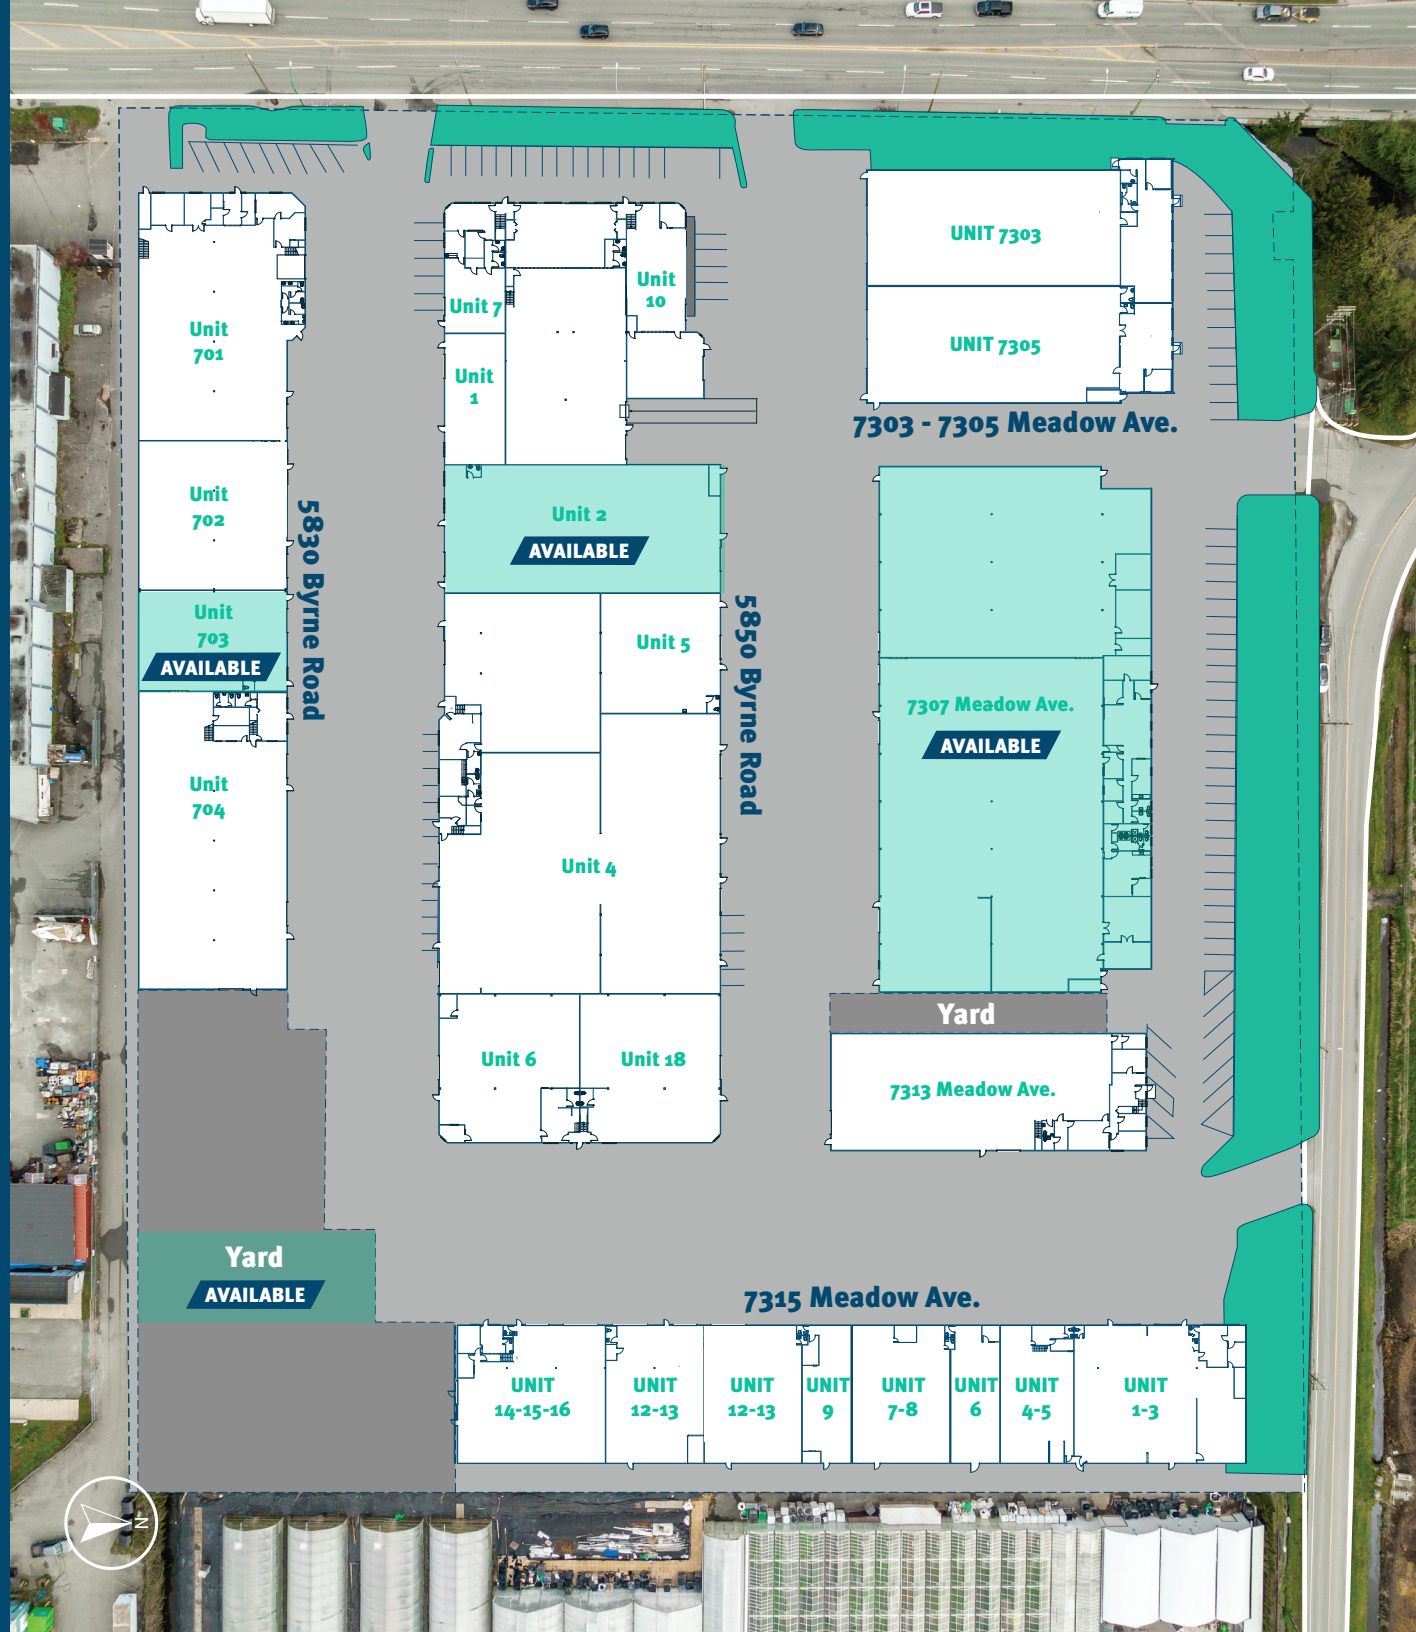 UNIT 7303
UNIT 7305
7303 - 7305 Meadow Ave.
Unit
701
Unit
702
Unit
703
AVAILABLE
Unit
704
5830 Byrne Road
Unit 7
Unit
10
Unit
1
Unit 2
AVAILABLE
Unit 5
Unit 4
Unit 6
Unit 18
5850 Byrne Road
7307 Meadow Ave.
AVAILABLE
Yard
7313 Meadow Ave.
Yard
AVAILABLE
7315 Meadow Ave.
UNIT
14-15-16
UNIT
12-13
UNIT
12-13
UNIT
9
UNIT
7-8
UNIT
6
UNIT
4-5
UNIT
1-3
N